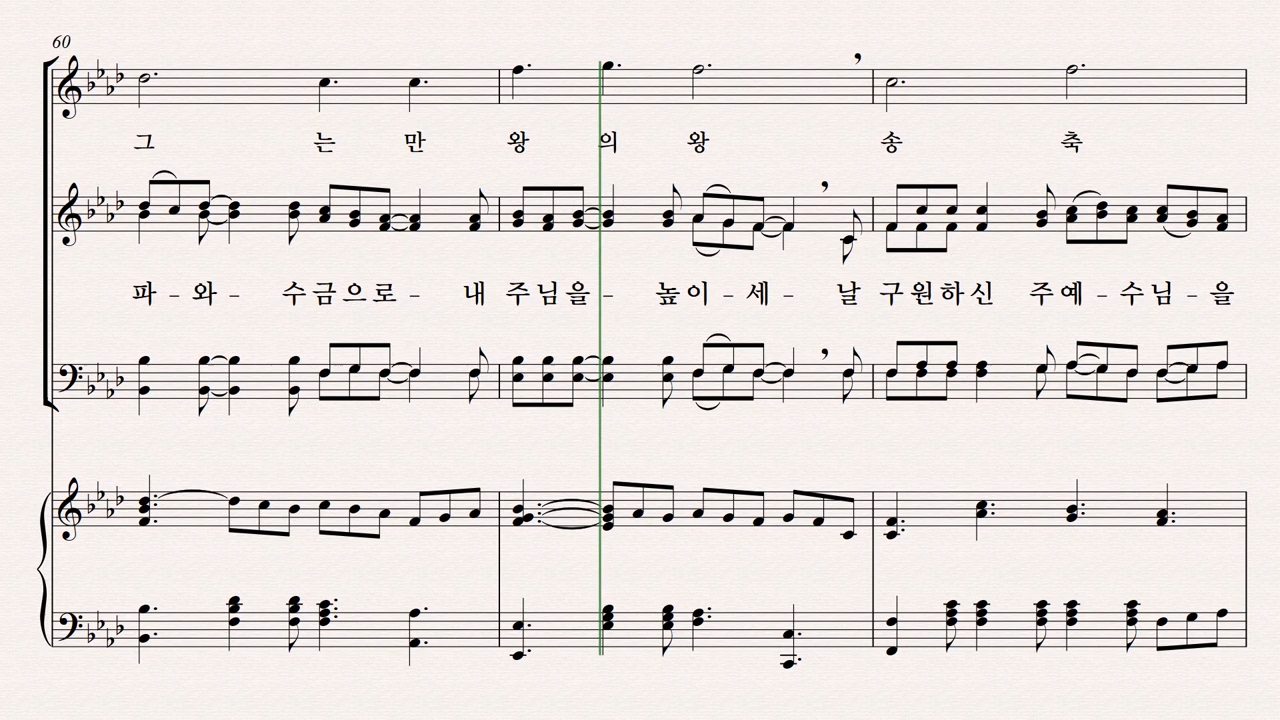 60
그 는 만 왕 의 왕 송 축
파 - 와 - 수 금 으 로 - 내 주 님 을 - 높 이 - 세 - 날 구 원 하 신 주 예 - 수 님 - 을